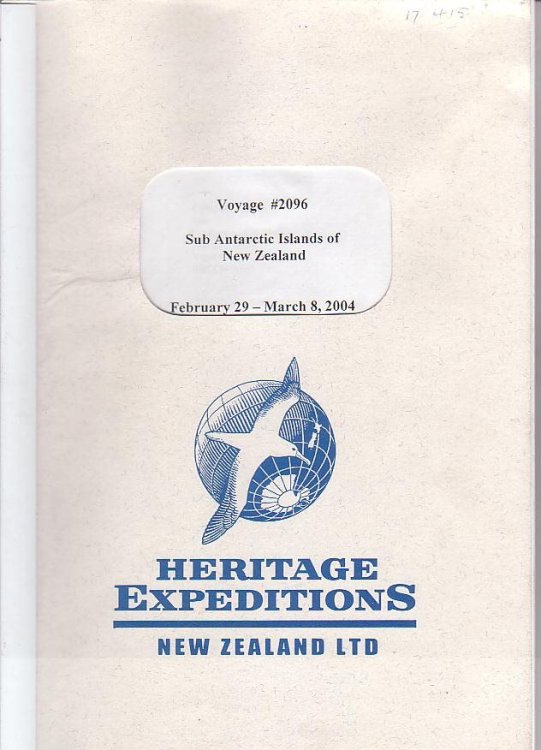 17 415
Voyage #2096
Sub Antarctic Islands of
New Zealand
February 29 – March 8, 2004
HERITAGE
EXPEDITIONS
NEW ZEALAND LTD